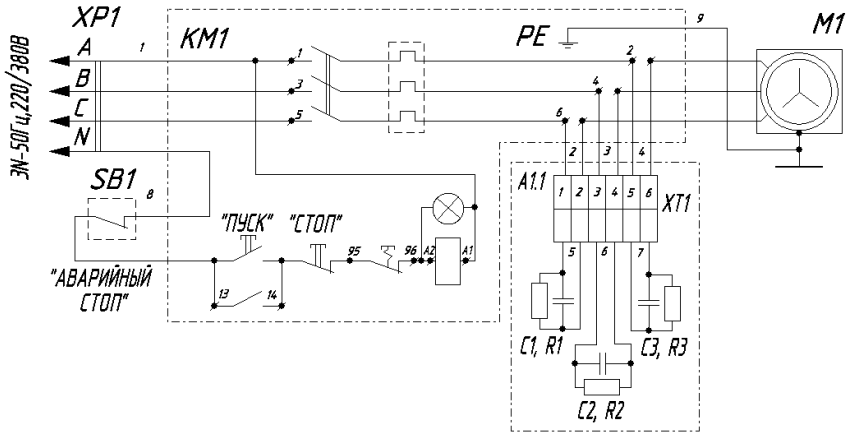 XP1
KM1
PE
9
M1
3N~50Гц,220/380В
A
1
B
C
N
1
3
5
2
4
6
2
3
4
SB1
8
"АВАРИЙНЫЙ
СТОП"
"ПУСК"
"СТОП"
13
14
95
96
A2
A1
A1.1
1
2
3
4
5
6
XT1
5
6
7
C1, R1
C2, R2
C3, R3